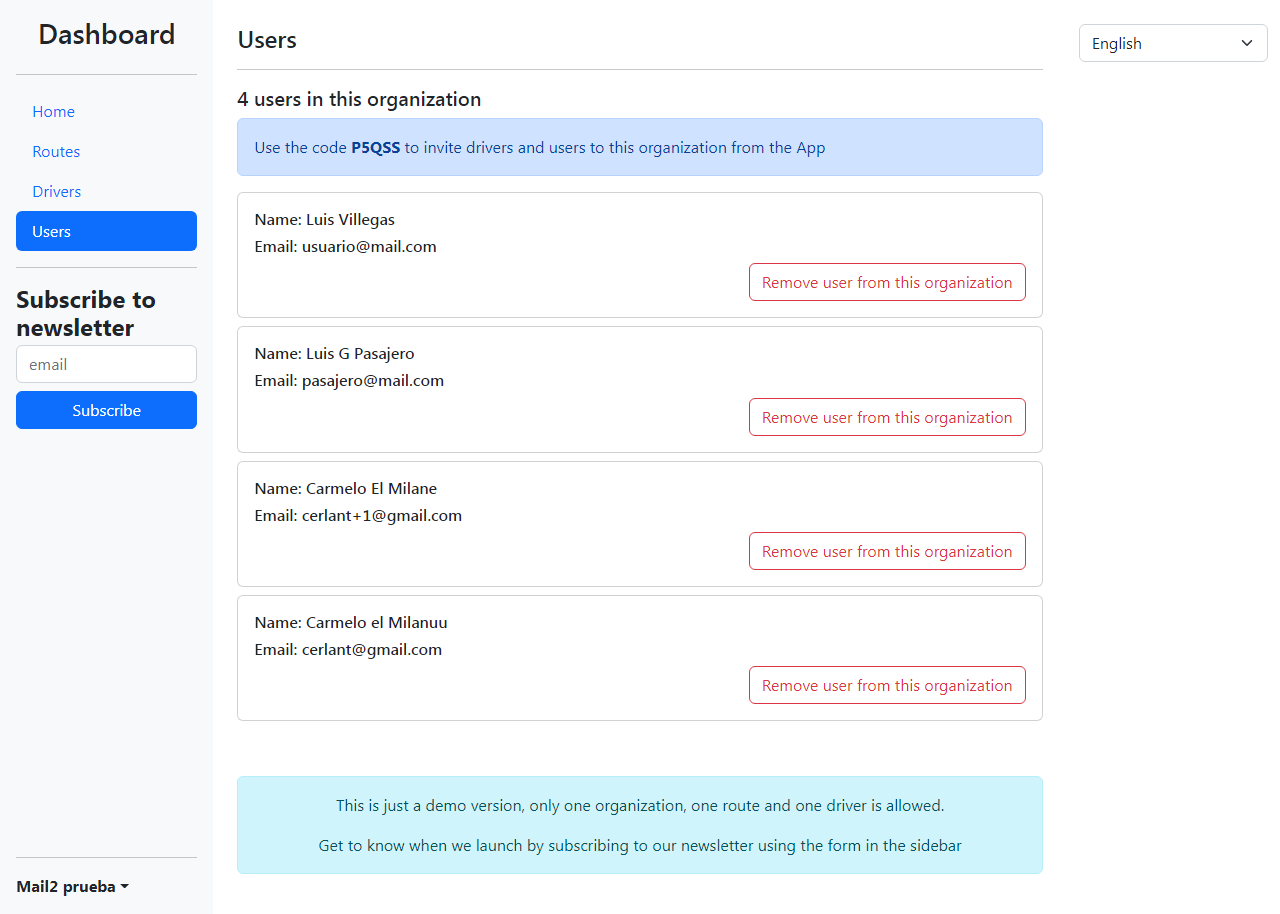 Dashboard
Home
Routes
Drivers
Users
Subscribe to
newsletter
email
Subscribe
Mail2 prueba
Users
English
4 users in this organization
Use the code P5QSS to invite drivers and users to this organization from the App
Name: Luis Villegas
Email: usuario@mail.com
Remove user from this organization
Name: Luis G Pasajero
Email: pasajero@mail.com
Remove user from this organization
Name: Carmelo El Milane
Email: cerlant+1@gmail.com
Remove user from this organization
Name: Carmelo el Milanuu
Email: cerlant@gmail.com
Remove user from this organization
This is just a demo version, only one organization, one route and one driver is allowed.
Get to know when we launch by subscribing to our newsletter using the form in the sidebar